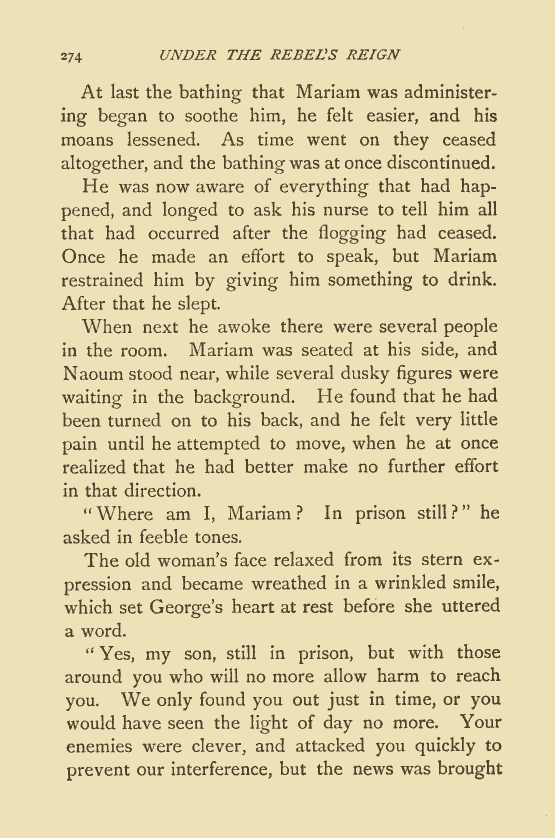 274 UNDER THE REBEL'S REIGN
At last the bathing that Mariam was administer-
ing began to soothe him, he felt easier, and his
moans lessened. As time went on they ceased
altogether, and the bathing was at once discontinued.
He was now aware of everything that had hap-
pened, and longed to ask his nurse to tell him all
that had occurred after the flogging had ceased.
Once he made an effort to speak, but Mariam
restrained him by giving him something to drink.
After that he slept.
When next he awoke there were several people
in the room. Mariam was seated at his side, and
Naoum stood near, while several dusky figures were
waiting in the background. He found that he had
been turned on to his back, and he felt very little
pain until he attempted to move, when he at once
realized that he had better make no further effort
in that direction.
"Where am I, Mariam? In prison still?" he
asked in feeble tones.
The old woman's face relaxed from its stern ex-
pression and became wreathed in a wrinkled smile,
which set George's heart at rest before she uttered
a word.
"Yes, my son, still in prison, but with those
around you who will no more allow harm to reach
you. We only found you out just in time, or you
would have seen the light of day no more. Your
enemies were clever, and attacked you quickly to
prevent our interference, but the news was brought